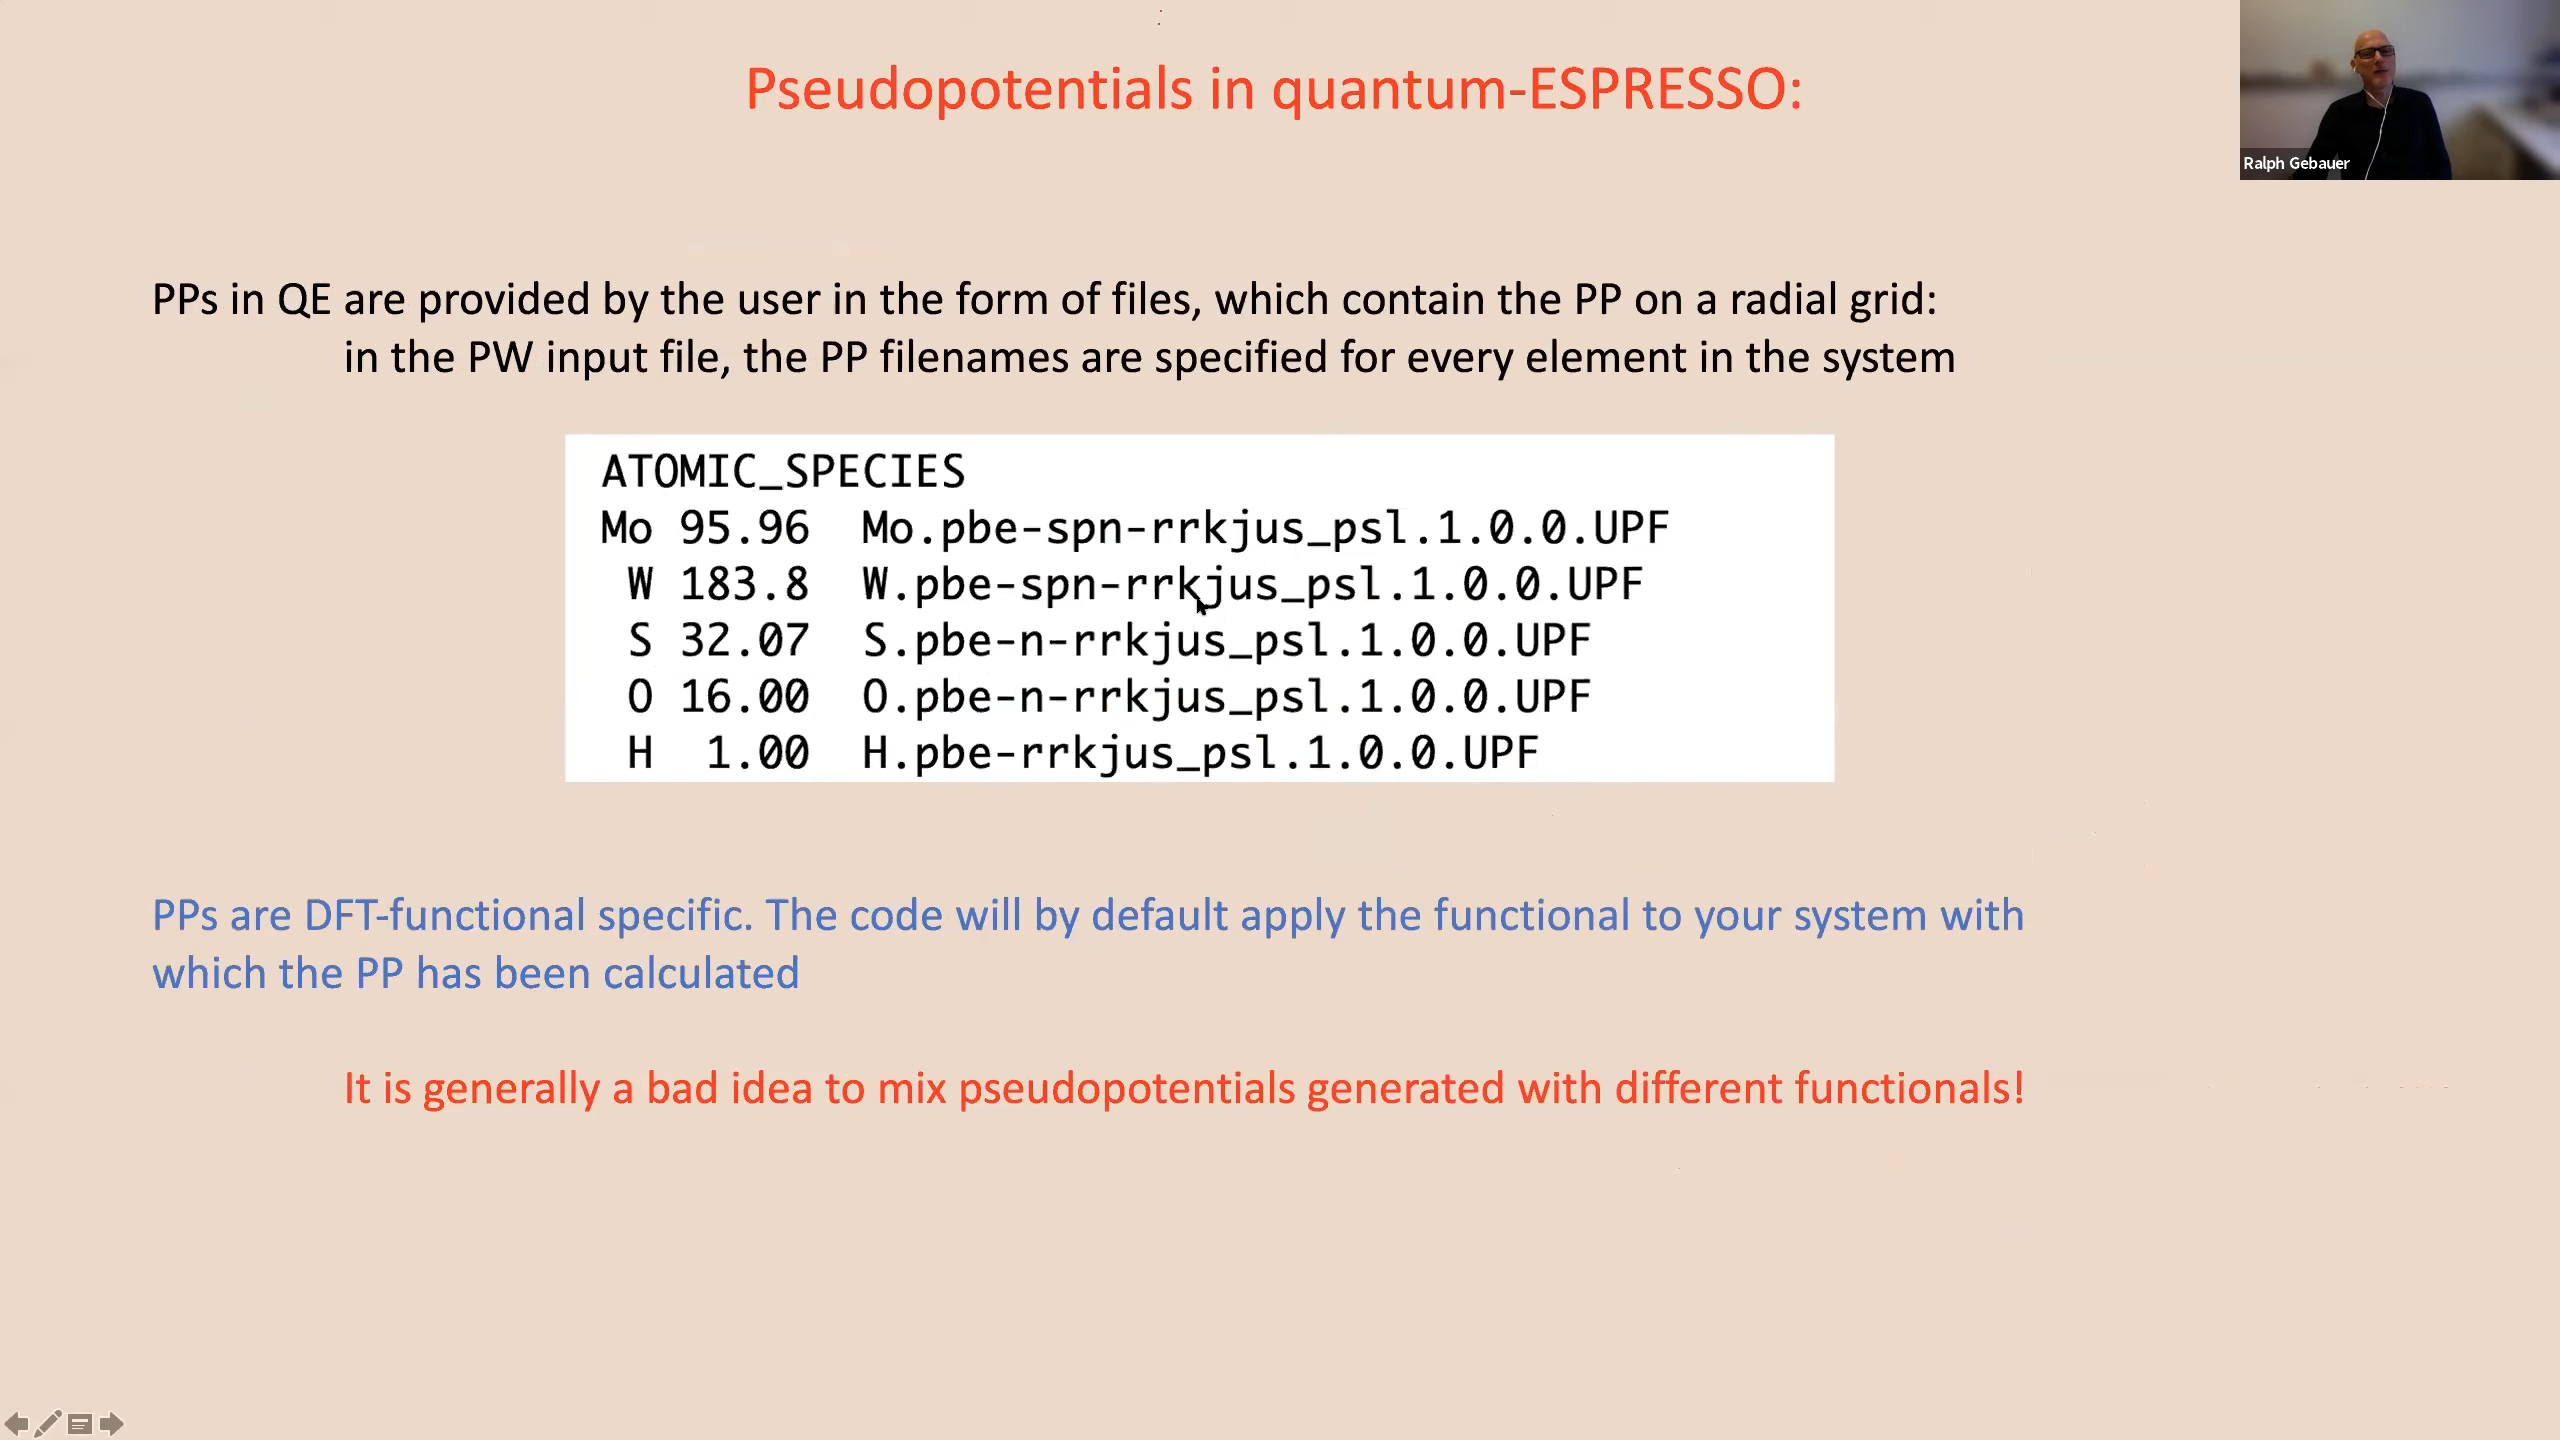 Pseudopotentials in quantum-ESPRESSO:
Ralph Gebauer
PPs in QE are provided by the user in the form of files, which contain the PP on a radial grid:
in the PW input file, the PP filenames are specified for every element in the system
ATOMIC_SPECIES
Mo 95.96 Mo.pbe-spn-rrkjus_psl.1.0.0.UPF
W 183.8 W.pbe-spn-rrkjus_psl.1.0.0.UPF
S 32.07 S.pbe-n-rrkjus_psl.1.0.0.UPF
O 16.00 O.pbe-n-rrkjus_psl.1.0.0.UPF
H 1.00 H.pbe-rrkjus_psl.1.0.0.UPF
PPs are DFT-functional specific. The code will by default apply the functional to your system with
which the PP has been calculated
It is generally a bad idea to mix pseudopotentials generated with different functionals!